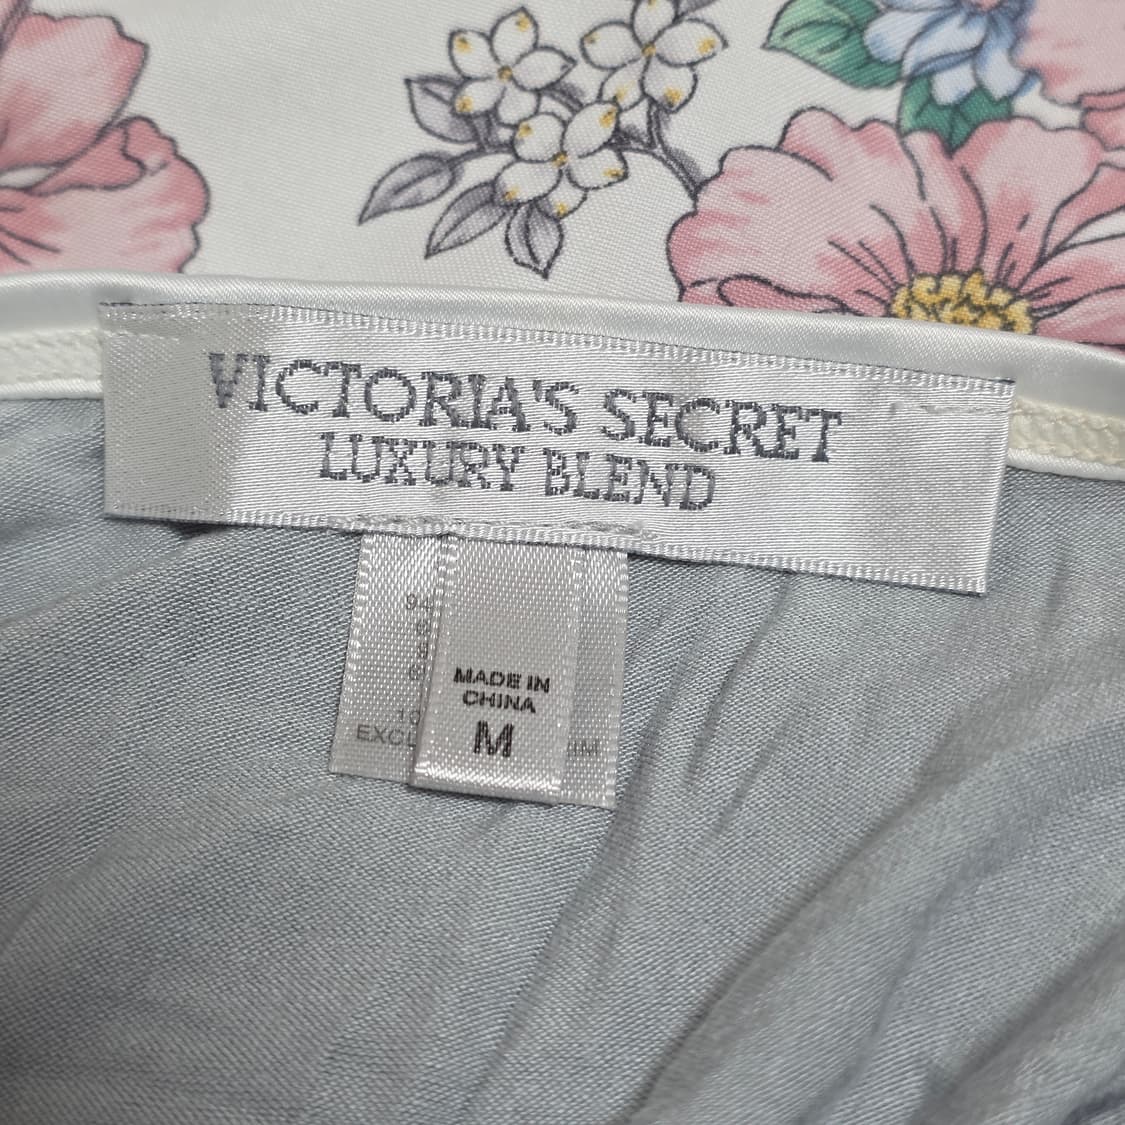 VICTORIA'S SECRET
LUXURY BLEND
MADE IN
CHINA
M